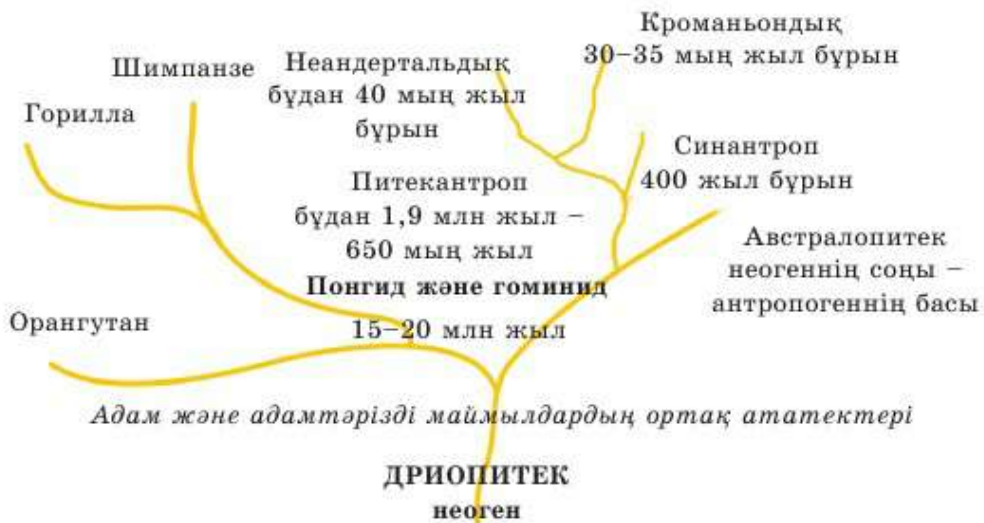 Кроманьондық
30–35 мың жыл бұрын
Шимпанзе
Неандертальдық
бұдан 40 мың жыл
бұрын
Горилла
Синантроп
400 жыл бұрын
Питекантроп
бұдан 1,9 млн жыл –
650 мың жыл
Австралопитек
неогеннің соңы –
антропогеннің басы
Понгид және гоминид
15–20 млн жыл
Орангутан
Адам және адамтәрізді маймылдардың ортақ ататектері
ДРИОПИТЕК
неоген